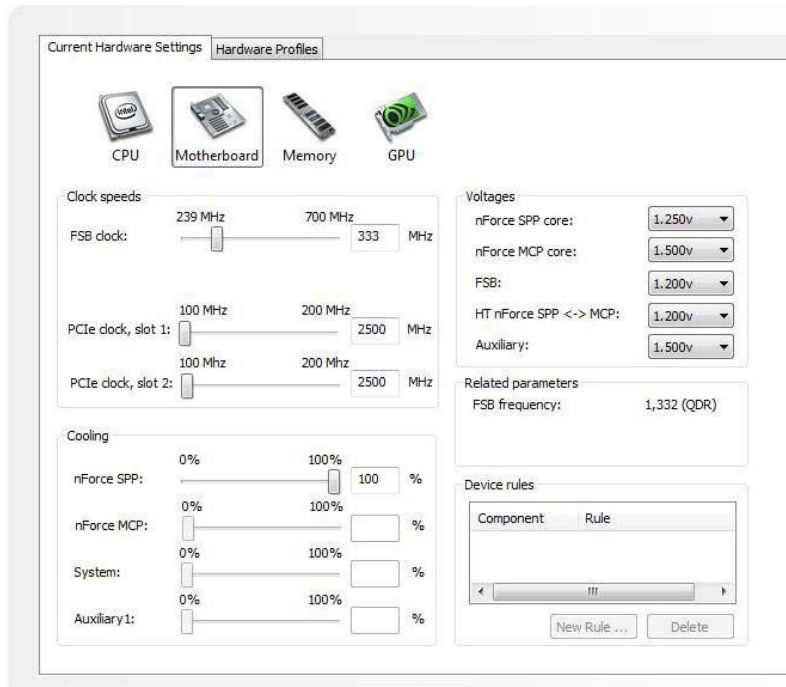 Current Hardware Settings
Hardware Profiles
intel
CPU
Motherboard
Memory
GPU
Clock speeds
239 MHz 700 MHz
FSB clock: 333 MHz
100 MHz 200 MHz
PCIe clock, slot 1: 2500 MHz
100 Mhz 200 Mhz
PCIe clock, slot 2: 2500 MHz
Cooling
0% 100%
nForce SPP: 100 %
0% 100%
nForce MCP: %
0% 100%
System: %
0% 100%
Auxiliary1: %
Voltages
nForce SPP core: 1.250v
nForce MCP core: 1.500v
FSB: 1.200v
HT nForce SPP <-> MCP: 1.200v
Auxiliary: 1.500v
Related parameters
FSB frequency: 1,332 (QDR)
Device rules
Component Rule
New Rule ... Delete